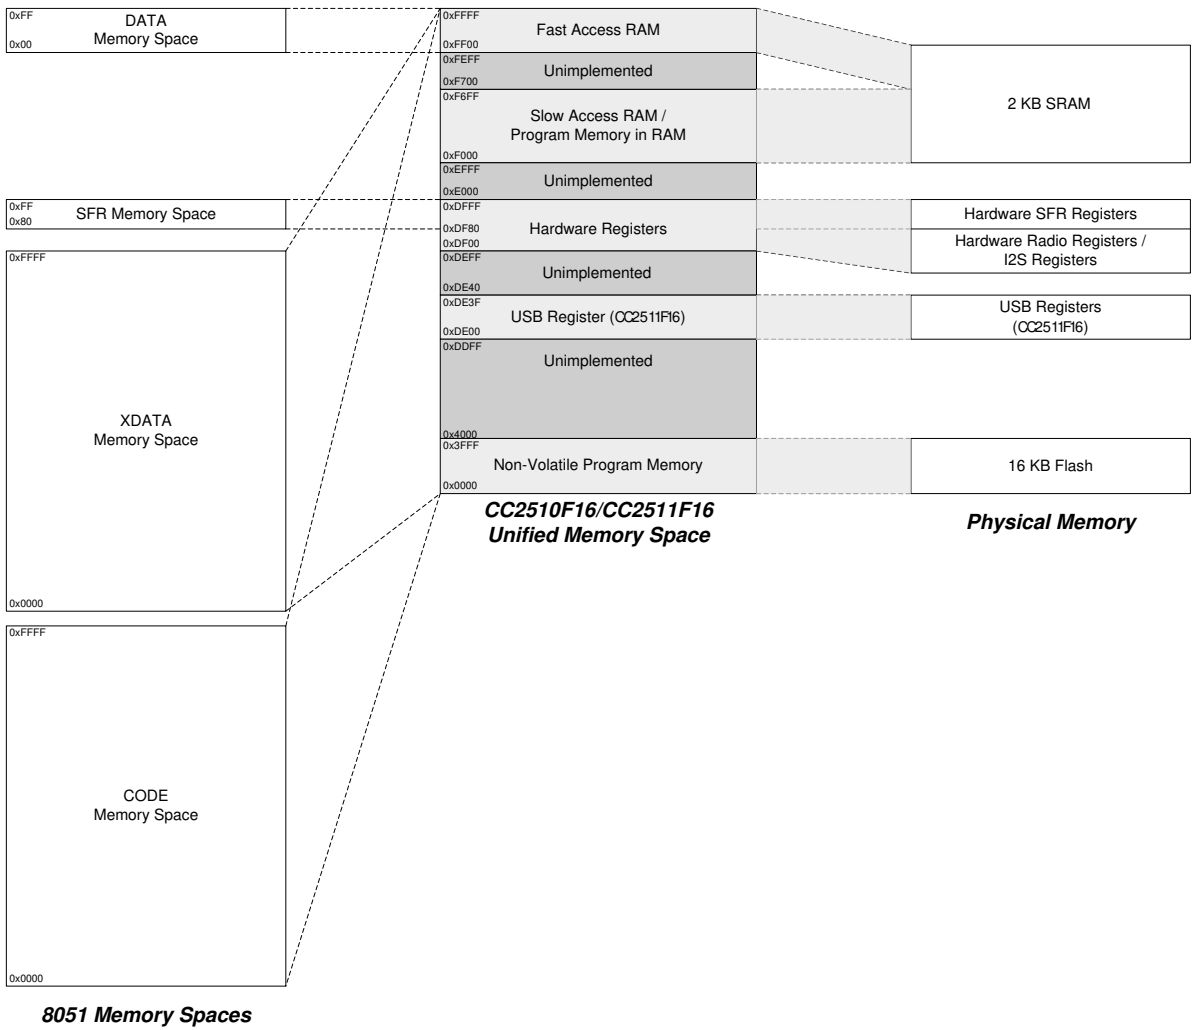 0xFF
DATA
Memory Space
0x00
0xFF
SFR Memory Space
0x80
0xFFFF
XDATA
Memory Space
0x0000
0xFFFF
CODE
Memory Space
0x0000
8051 Memory Spaces
0xFFFF
Fast Access RAM
0xFF00
0xFEFF
Unimplemented
0xF700
0xF6FF
Slow Access RAM /
Program Memory in RAM
0xF000
0xEFFF
Unimplemented
0xE000
0xDFFF
0xDF80
Hardware Registers
0xDF00
0xDEFF
Unimplemented
0xDE40
0xDE3F
USB Register (CC2511F16)
0xDE00
0xDDFF
Unimplemented
0x4000
0x3FFF
Non-Volatile Program Memory
0x0000
CC2510F16/CC2511F16
Unified Memory Space
2 KB SRAM
Hardware SFR Registers
Hardware Radio Registers /
I2S Registers
USB Registers
(CC2511F16)
16 KB Flash
Physical Memory